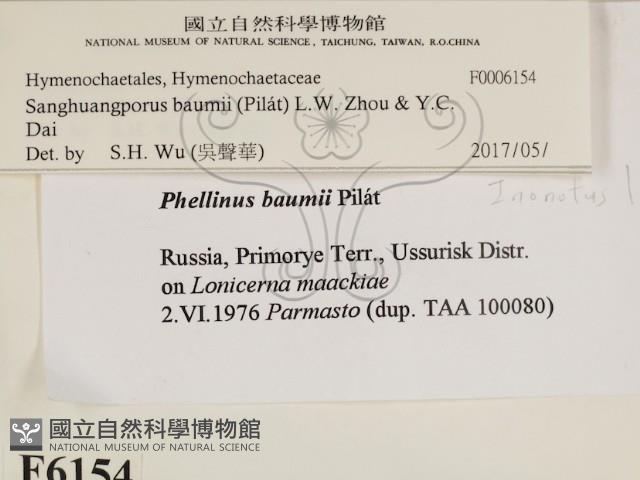 國立自然科學博物館
NATIONAL MUSEUM OF NATURAL SCIENCE, TAICHUNG, TAIWAN, R.O.CHINA
Hymenochaetales, Hymenochaetaceae F0006154
Sanghuangporus baumii (Pilát) L.W. Zhou & Y.C.
Dai
Det. by S.H. Wu (吳聲華) 2017/05/
Inonotus
Phellinus baumii Pilát
Russia, Primorye Terr., Ussurisk Distr.
on Lonicerna maackiae
2.VI.1976 Parmasto (dup. TAA 100080)
國立自然科學博物館
NATIONAL MUSEUM OF NATURAL SCIENCE
F6154